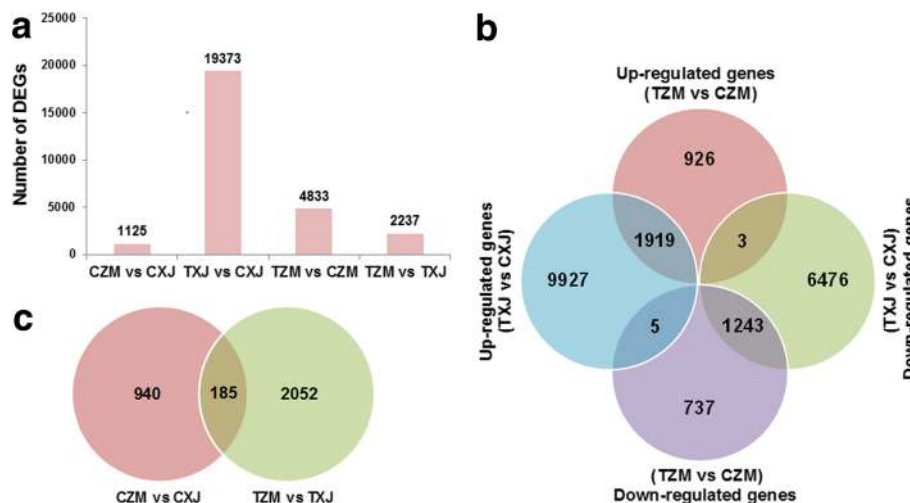 a
Number of DEGs
25000
20000
15000
10000
5000
0
1125
19373
4833
2237
CZM vs CXJ
TXJ vs CXJ
TZM vs CZM
TZM vs TXJ
b
Up-regulated genes
(TZM vs CZM)
926
Up-regulated genes
(TXJ vs CXJ)
9927
1919
3
6476
(TXJ vs CXJ)
Down-regulated genes
5
1243
737
(TZM vs CZM)
Down-regulated genes
c
940
185
2052
CZM vs CXJ
TZM vs TXJ